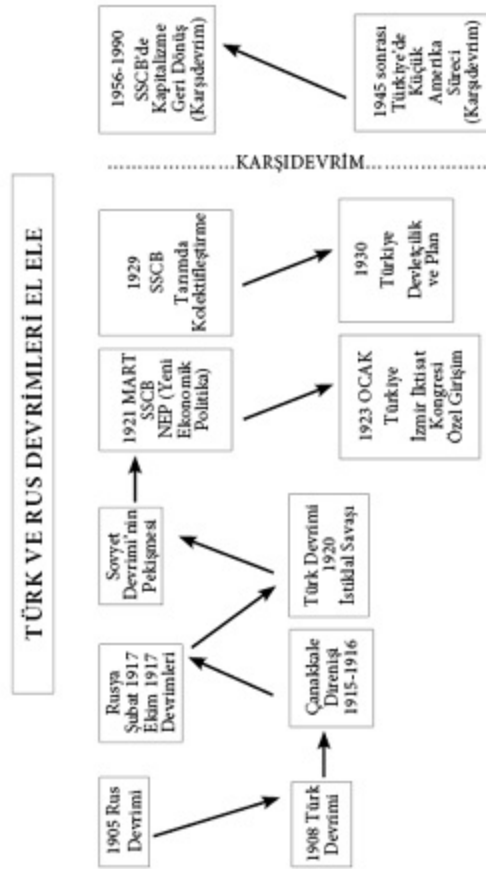 TÜRK VE RUS DEVRİMLERİ EL ELE
1905 Rus
Devrimi
Rusya
Şubat 1917
Ekim 1917
Devrimleri
Sovyet
Devrimi'nin
Pekişmesi
1921 MART
SSCB
NEP (Yeni
Ekonomik
Politika)
1929
SSCB
Tarımda
Kolektifleştirme
1956-1990
SSCB'de
Kapitalizme
Geri Dönüş
(Karşıdevrim)
KARŞIDEVRİM
1908 Türk
Devrimi
Çanakkale
Direnişi
1915-1916
Türk Devrimi
1920
İstiklal Savaşı
1923 OCAK
Türkiye
İzmir İktisat
Kongresi
Özel Girişim
1930
Türkiye
Devletçilik
ve Plan
1945 sonrası
Türkiye'de
Küçük
Amerika
Süreci
(Karşıdevrim)